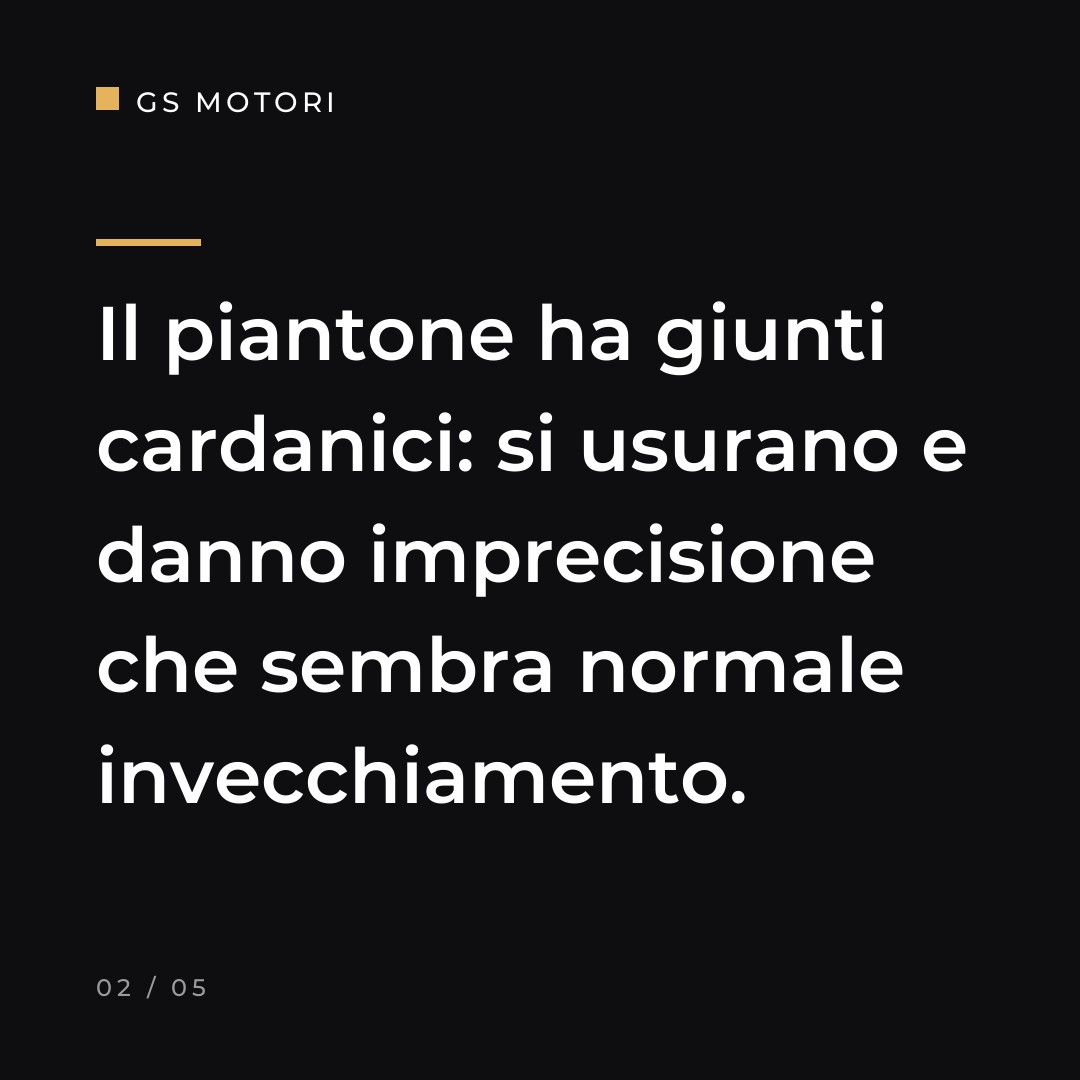 GS MOTORI
Il piantone ha giunti
cardanici: si usurano e
danno imprecisione
che sembra normale
invecchiamento.
02 / 05